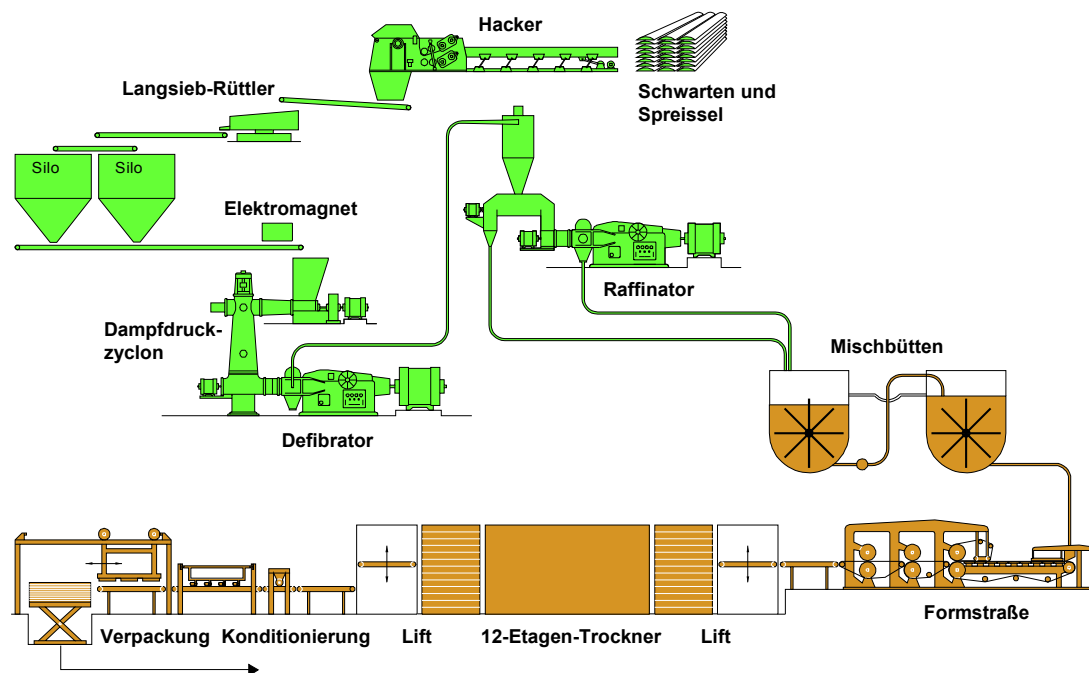 Hacker
Schwarten und
Spreissel
Langsieb-Rüttler
Silo
Silo
Elektromagnet
Dampfdruck-
zyclon
Defibrator
Raffinator
Mischbütten
Formstraße
Verpackung
Konditionierung
Lift
12-Etagen-Trockner
Lift